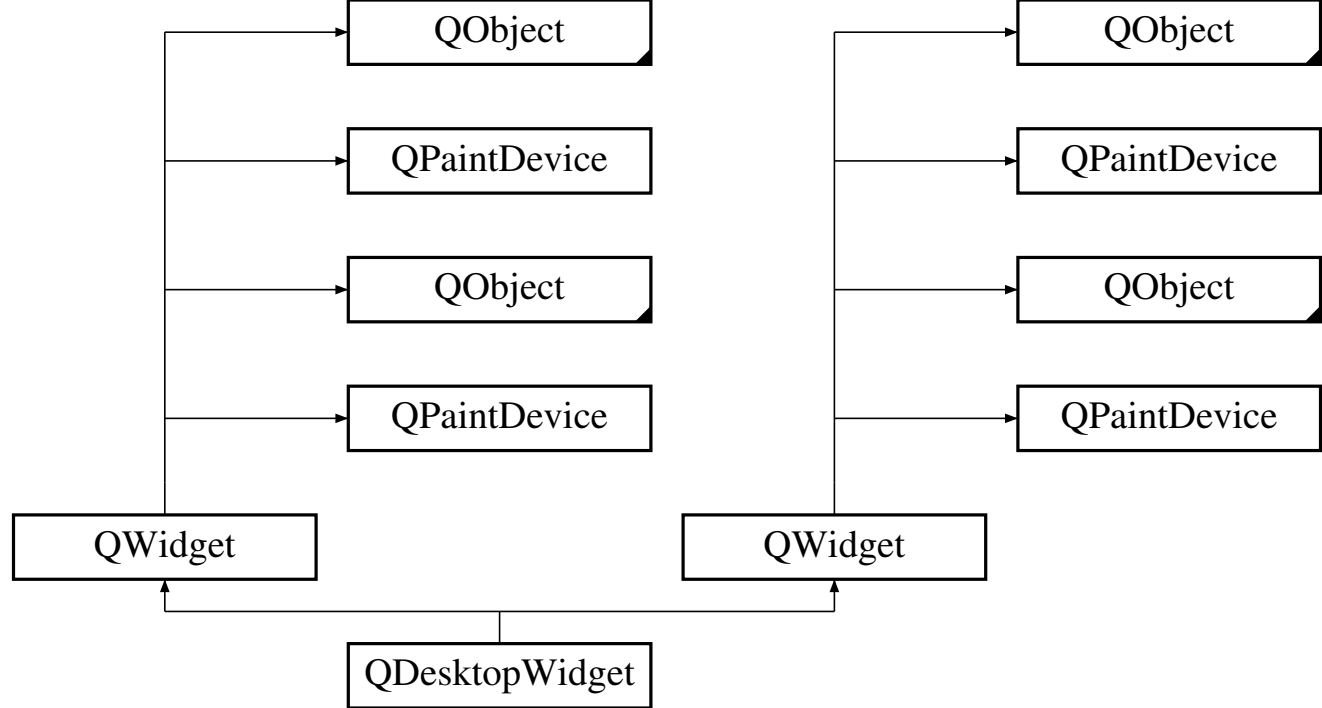 QObject
QObject
QPaintDevice
QPaintDevice
QObject
QObject
QPaintDevice
QPaintDevice
QWidget
QWidget
QDesktopWidget